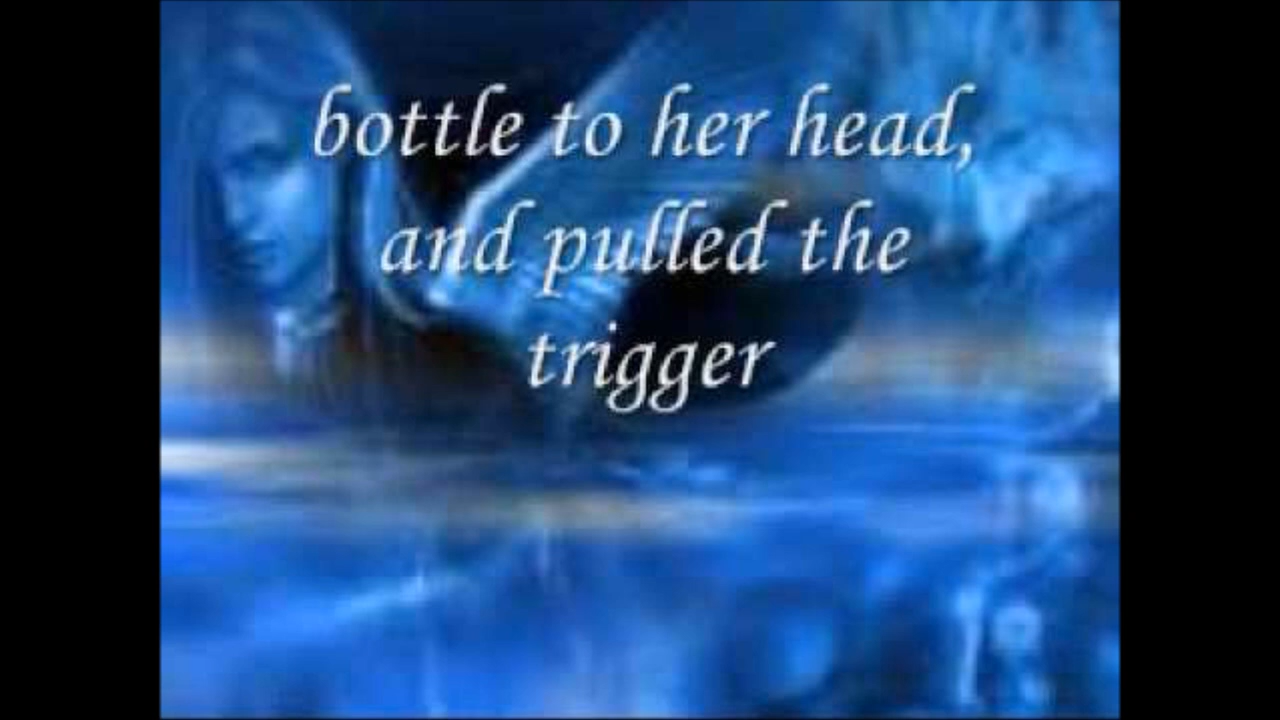 bottle to her head,
and pulled the
trigger